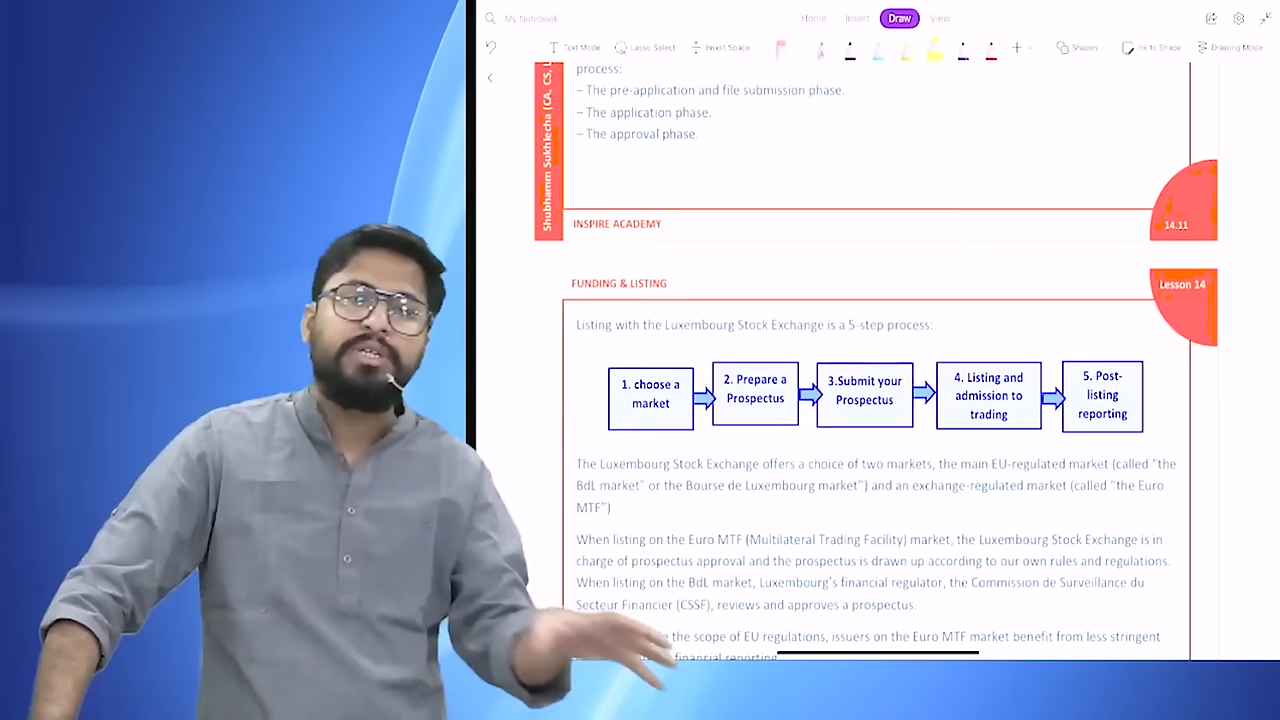 My Notebook
Home Insert Draw View
Text Mode Lasso Select Insert Space Shapes Ink to Shape Drawing Mode
process:
– The pre-application and file submission phase.
– The application phase.
– The approval phase.
Shubhamm Sukhlecha (CA, CS,
INSPIRE ACADEMY
14.11
FUNDING & LISTING
Lesson 14
Listing with the Luxembourg Stock Exchange is a 5-step process:
1. choose a
market
2. Prepare a
Prospectus
3.Submit your
Prospectus
4. Listing and
admission to
trading
5. Post-
listing
reporting
The Luxembourg Stock Exchange offers a choice of two markets, the main EU-regulated market (called "the
BdL market" or the Bourse de Luxembourg market") and an exchange-regulated market (called "the Euro
MTF")
When listing on the Euro MTF (Multilateral Trading Facility) market, the Luxembourg Stock Exchange is in
charge of prospectus approval and the prospectus is drawn up according to our own rules and regulations.
When listing on the BdL market, Luxembourg's financial regulator, the Commission de Surveillance du
Secteur Financier (CSSF), reviews and approves a prospectus.
the scope of EU regulations, issuers on the Euro MTF market benefit from less stringent
financial reporting